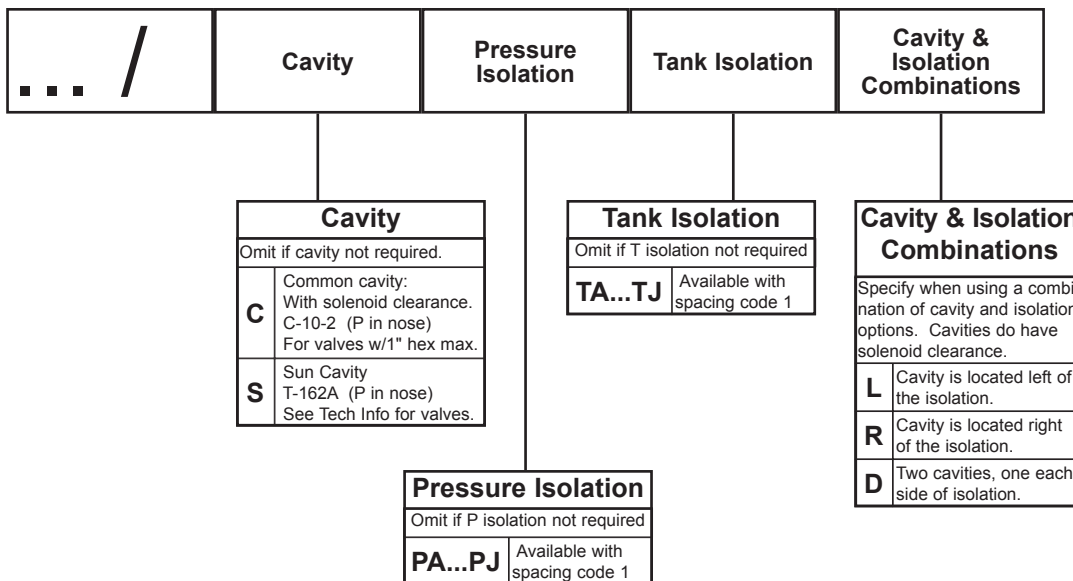 ... /
Cavity
Pressure
Isolation
Tank Isolation
Cavity &
Isolation
Combinations
Cavity
Omit if cavity not required.
C
Common cavity:
With solenoid clearance.
C-10-2 (P in nose)
For valves w/1" hex max.
S
Sun Cavity
T-162A (P in nose)
See Tech Info for valves.
Tank Isolation
Omit if T isolation not required
TA...TJ
Available with
spacing code 1
Cavity & Isolation
Combinations
Specify when using a combi
nation of cavity and isolation
options. Cavities do have
solenoid clearance.
L
Cavity is located left of
the isolation.
R
Cavity is located right
of the isolation.
D
Two cavities, one each
side of isolation.
Pressure Isolation
Omit if P isolation not required
PA...PJ
Available with
spacing code 1